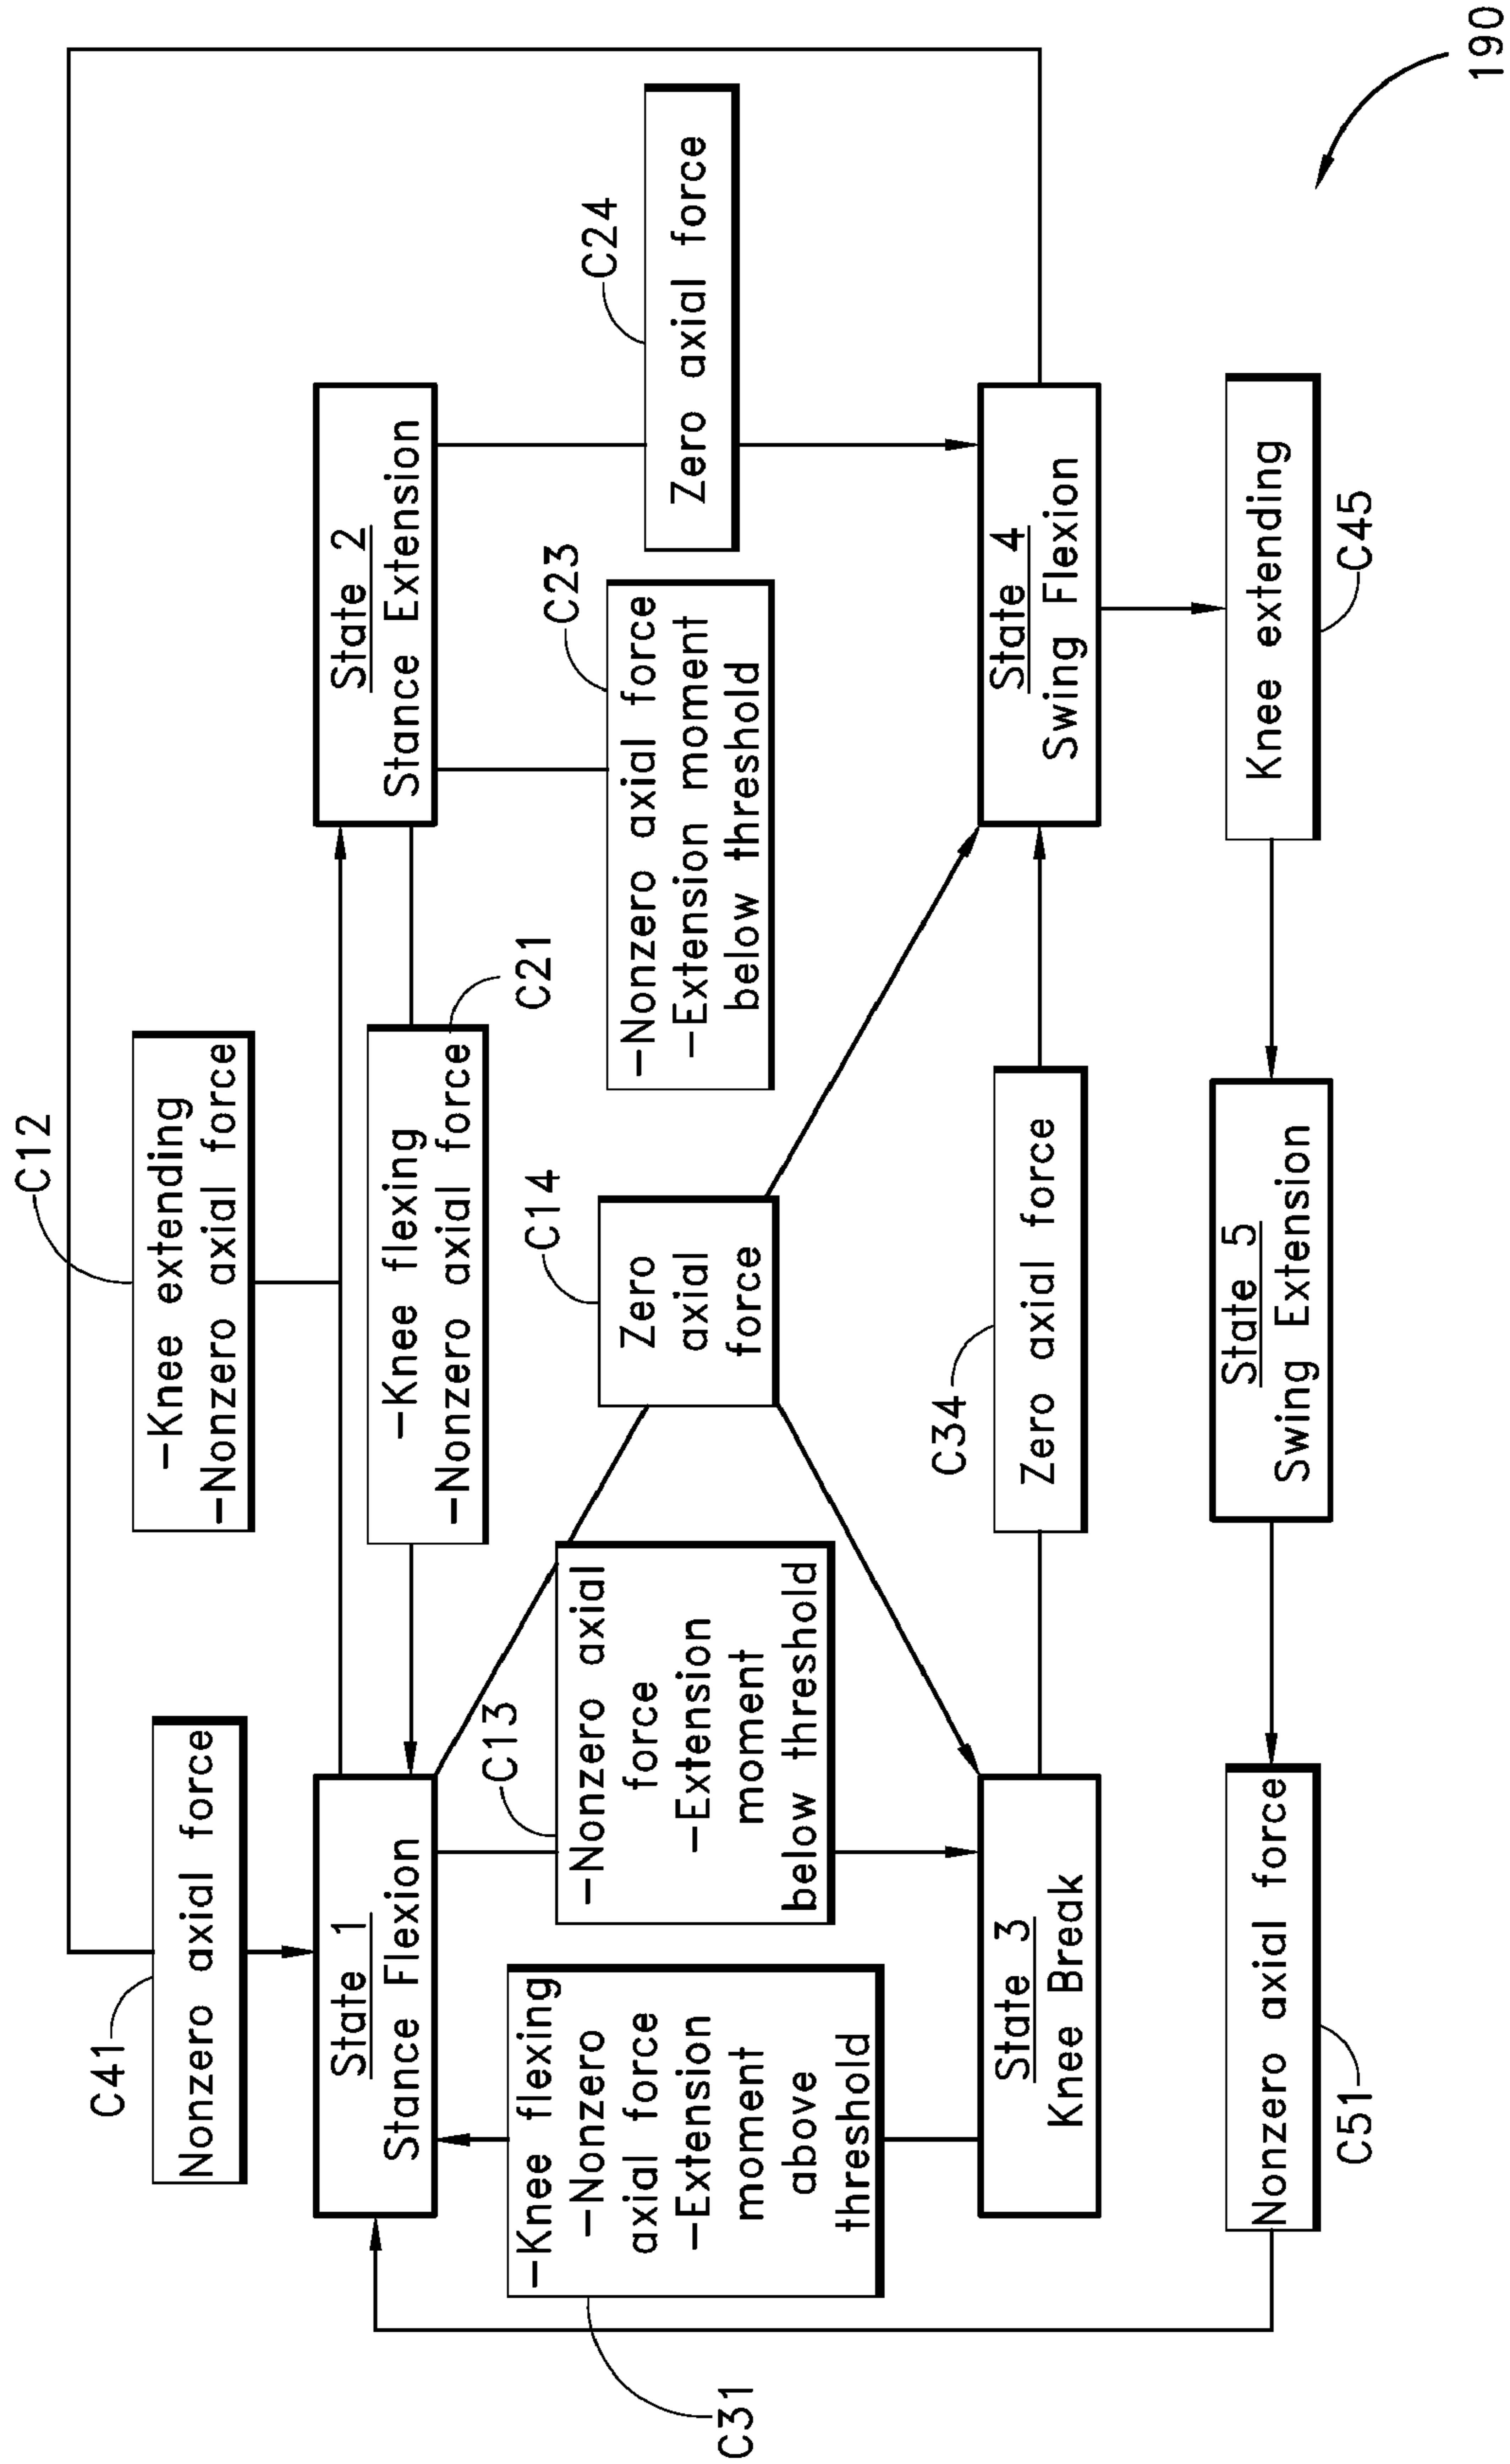 C12
C41
Nonzero axial force
-Knee extending
-Nonzero axial force
State 1
Stance Flexion
-Knee flexing
-Nonzero axial force
C21
State 2
Stance Extension
C31
-Knee flexing
-Nonzero
axial force
-Extension
moment
above
threshold
C13
-Nonzero axial
force
-Extension
moment
below threshold
C14
Zero
axial
force
C23
-Nonzero axial force
-Extension moment
below threshold
C24
Zero axial force
State 3
Knee Break
C34
Zero axial force
State 4
Swing Flexion
C51
Nonzero axial force
State 5
Swing Extension
Knee extending
C45
190